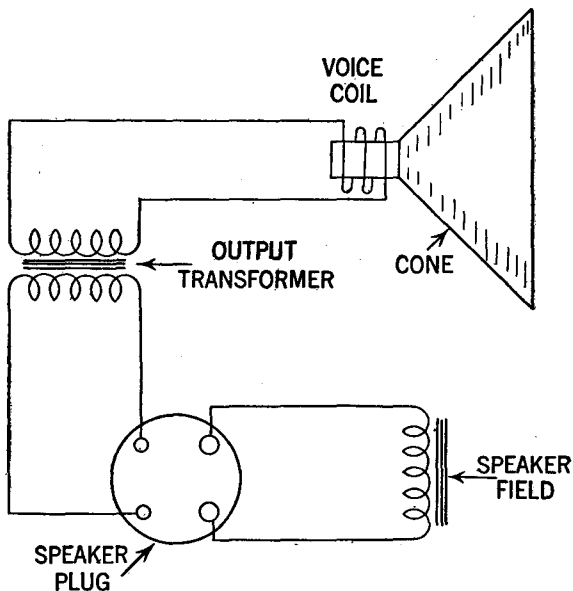 VOICE
COIL
OUTPUT
TRANSFORMER
CONE
SPEAKER
FIELD
SPEAKER
PLUG